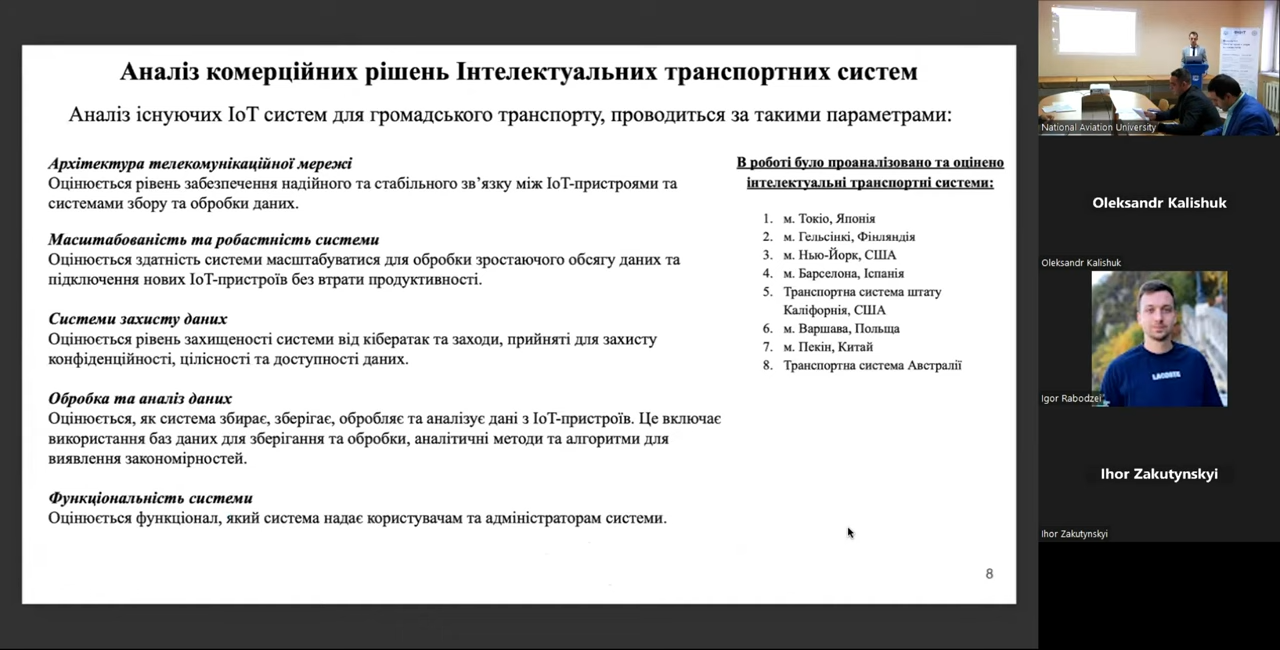 Аналіз комерційних рішень Інтелектуальних транспортних систем
Аналіз існуючих IoT систем для громадського транспорту, проводиться за такими параметрами:
Архітектура телекомунікаційної мережі
Оцінюється рівень забезпечення надійного та стабільного зв’язку між IoT-пристроями та
системами збору та обробки даних.
Масштабованість та робастність системи
Оцінюється здатність системи масштабуватися для обробки зростаючого обсягу даних та
підключення нових IoT-пристроїв без втрати продуктивності.
Системи захисту даних
Оцінюється рівень захищеності системи від кібератак та заходи, прийняті для захисту
конфіденційності, цілісності та доступності даних.
Обробка та аналіз даних
Оцінюється, як система збирає, зберігає, обробляє та аналізує дані з IoT-пристроїв. Це включає
використання баз даних для зберігання та обробки, аналітичні методи та алгоритми для
виявлення закономірностей.
Функціональність системи
Оцінюється функціонал, який система надає користувачам та адміністраторам системи.
В роботі було проаналізовано та оцінено
інтелектуальні транспортні системи:
1. м. Токіо, Японія
2. м. Гельсінкі, Фінляндія
3. м. Нью-Йорк, США
4. м. Барселона, Іспанія
5. Транспортна система штату
Каліфорнія, США
6. м. Варшава, Польща
7. м. Пекін, Китай
8. Транспортна система Австралії
8
National Aviation University
Oleksandr Kalishuk
Oleksandr Kalishuk
LACOSTE
Igor Rabodzei
Ihor Zakutynskyi
Ihor Zakutynskyi